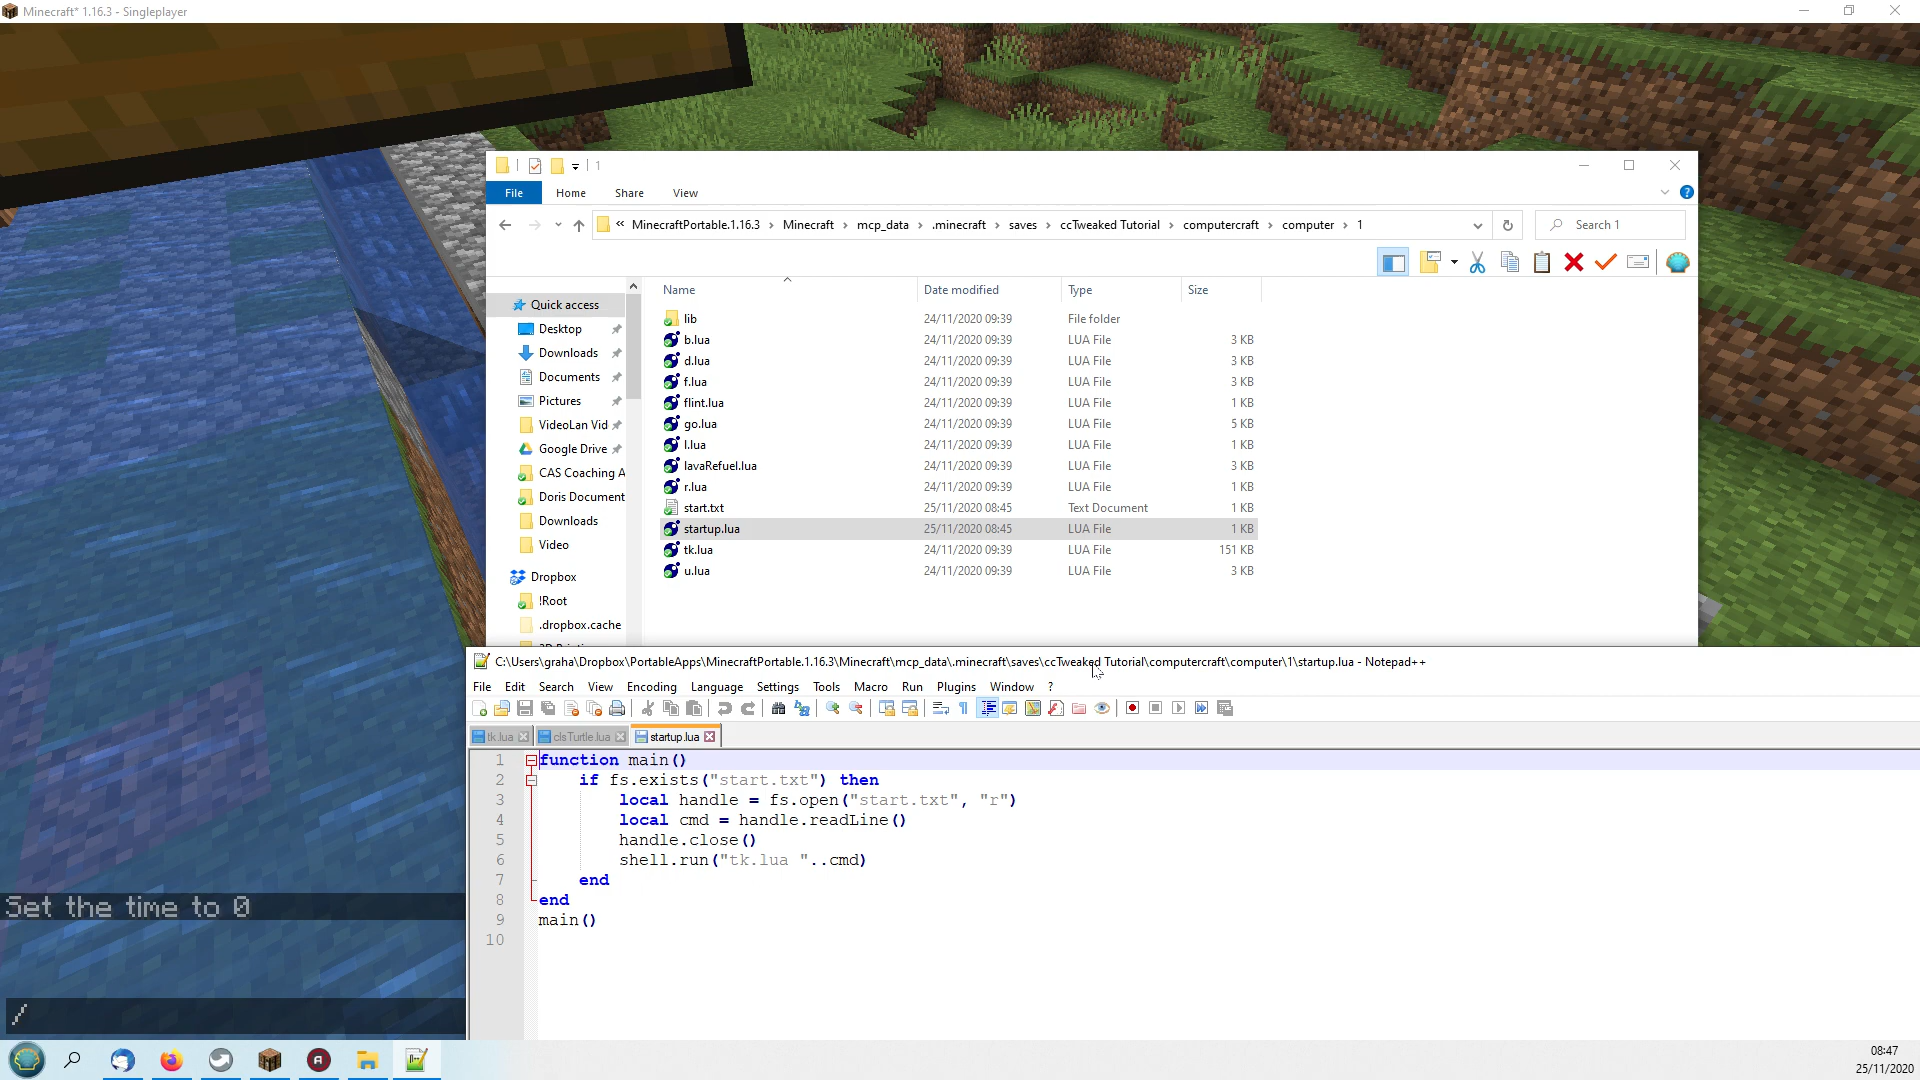 Minecraft* 1.16.3 - Singleplayer
1
File Home Share View
« MinecraftPortable.1.16.3 › Minecraft › mcp_data › .minecraft › saves › ccTweaked Tutorial › computercraft › computer › 1
Search 1
Name Date modified Type Size
Quick access
Desktop
Downloads
Documents
Pictures
VideoLan Vid
Google Drive
CAS Coaching A
Doris Document
Downloads
Video
Dropbox
!Root
.dropbox.cache
lib 24/11/2020 09:39 File folder
b.lua 24/11/2020 09:39 LUA File 3 KB
d.lua 24/11/2020 09:39 LUA File 3 KB
f.lua 24/11/2020 09:39 LUA File 3 KB
flint.lua 24/11/2020 09:39 LUA File 1 KB
go.lua 24/11/2020 09:39 LUA File 5 KB
l.lua 24/11/2020 09:39 LUA File 1 KB
lavaRefuel.lua 24/11/2020 09:39 LUA File 3 KB
r.lua 24/11/2020 09:39 LUA File 1 KB
start.txt 25/11/2020 08:45 Text Document 1 KB
startup.lua 25/11/2020 08:45 LUA File 1 KB
tk.lua 24/11/2020 09:39 LUA File 151 KB
u.lua 24/11/2020 09:39 LUA File 3 KB
C:\Users\graha\Dropbox\PortableApps\MinecraftPortable.1.16.3\Minecraft\mcp_data\.minecraft\saves\ccTweaked Tutorial\computercraft\computer\1\startup.lua - Notepad++
File Edit Search View Encoding Language Settings Tools Macro Run Plugins Window ?
tk.lua clsTurtle.lua startup.lua
1 function main()
2 if fs.exists("start.txt") then
3 local handle = fs.open("start.txt", "r")
4 local cmd = handle.readLine()
5 handle.close()
6 shell.run("tk.lua "..cmd)
7 end
8 end
9 main()
10
Set the time to 0
/
08:47
25/11/2020